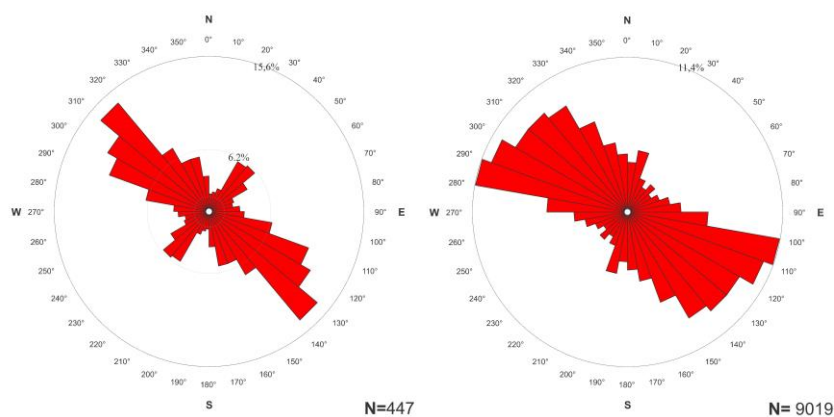 N
0°
350° 10°
340° 20°
330° 15,6% 30°
320° 40°
310° 50°
300° 60°
290° 6.2% 70°
280° 80°
W 270° 90° E
260° 100°
250° 110°
240° 120°
230° 130°
220° 140°
210° 150°
200° 160°
190° 180° 170°
S
N=447
N
0°
350° 10°
340° 20°
330° 11,4% 30°
320° 40°
310° 50°
300° 60°
290° 70°
280° 80°
W 270° 90° E
260° 100°
250° 110°
240° 120°
230° 130°
220° 140°
210° 150°
200° 160°
190° 180° 170°
S
N= 9019